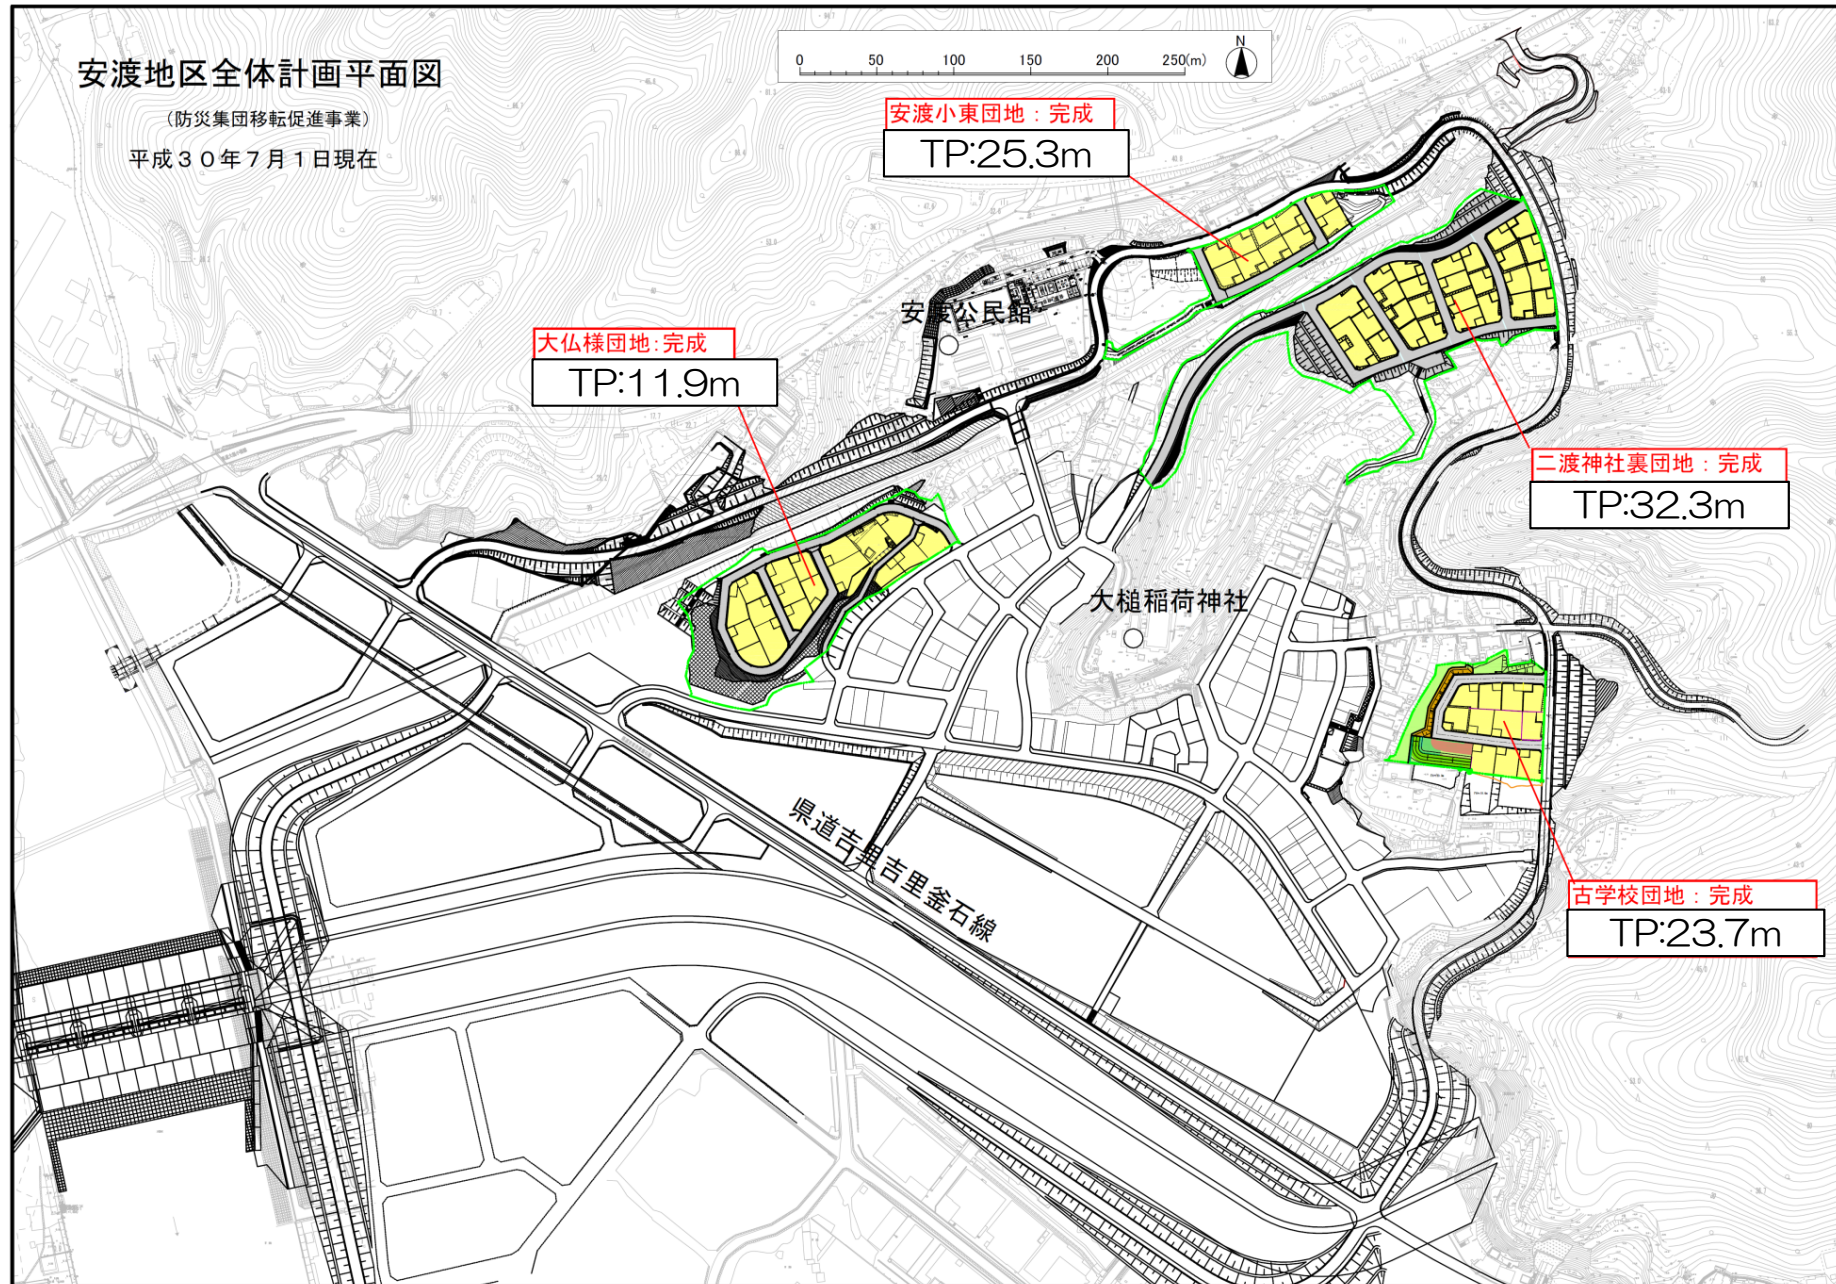 安渡地区全体計画平面図
(防災集団移転促進事業)
平成３０年７月１日現在
0 50 100 150 200 250(m)
N
安渡小東団地：完成
TP:25.3m
安渡公民館
大仏様団地:完成
TP:11.9m
二渡神社裏団地：完成
TP:32.3m
大槌稲荷神社
県道吉里吉里釜石線
古学校団地：完成
TP:23.7m